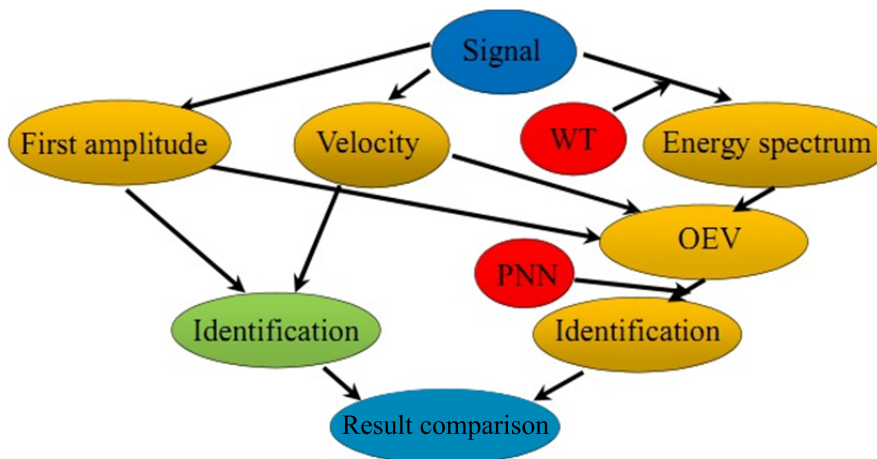 Signal
First amplitude
Velocity
WT
Energy spectrum
OEV
PNN
Identification
Identification
Result comparison